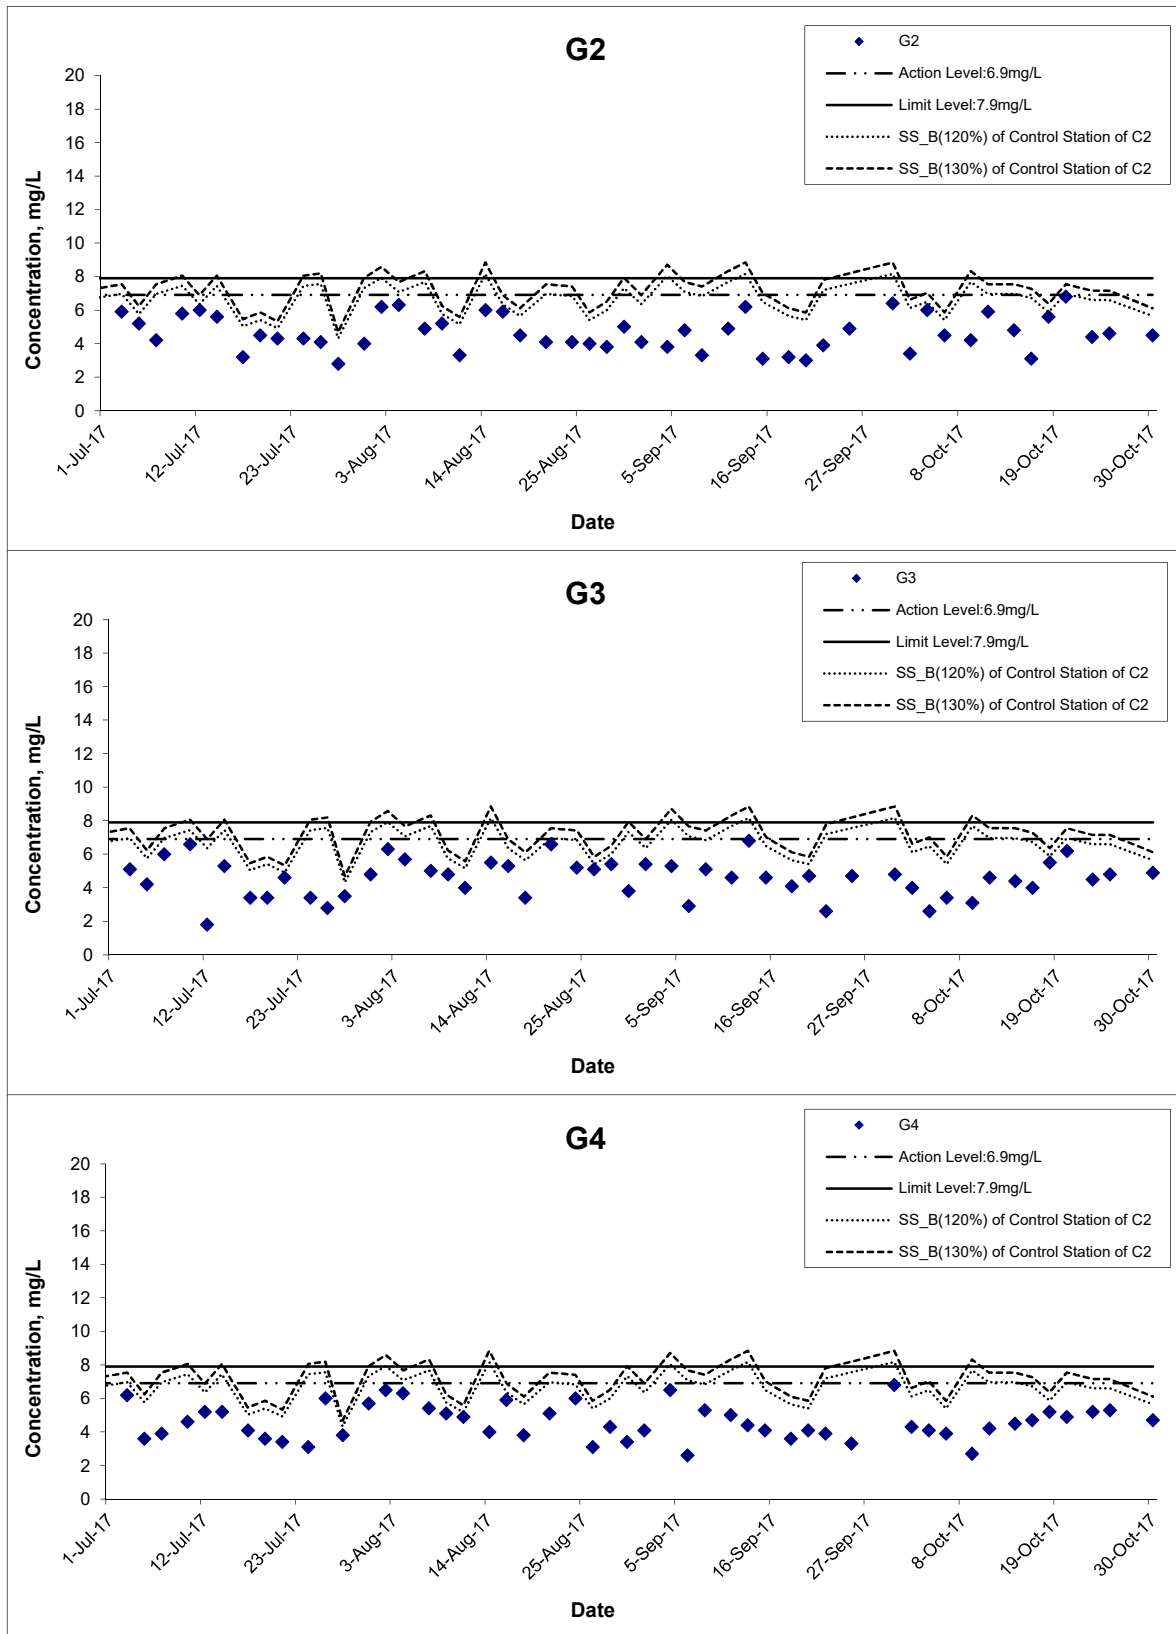 G2
G2
Action Level:6.9mg/L
Limit Level:7.9mg/L
SS_B(120%) of Control Station of C2
SS_B(130%) of Control Station of C2
Concentration, mg/L
20
18
16
14
12
10
8
6
4
2
0
1-Jul-17
12-Jul-17
23-Jul-17
3-Aug-17
14-Aug-17
25-Aug-17
5-Sep-17
16-Sep-17
27-Sep-17
8-Oct-17
19-Oct-17
30-Oct-17
Date
G3
G3
Action Level:6.9mg/L
Limit Level:7.9mg/L
SS_B(120%) of Control Station of C2
SS_B(130%) of Control Station of C2
Concentration, mg/L
20
18
16
14
12
10
8
6
4
2
0
1-Jul-17
12-Jul-17
23-Jul-17
3-Aug-17
14-Aug-17
25-Aug-17
5-Sep-17
16-Sep-17
27-Sep-17
8-Oct-17
19-Oct-17
30-Oct-17
Date
G4
G4
Action Level:6.9mg/L
Limit Level:7.9mg/L
SS_B(120%) of Control Station of C2
SS_B(130%) of Control Station of C2
Concentration, mg/L
20
18
16
14
12
10
8
6
4
2
0
1-Jul-17
12-Jul-17
23-Jul-17
3-Aug-17
14-Aug-17
25-Aug-17
5-Sep-17
16-Sep-17
27-Sep-17
8-Oct-17
19-Oct-17
30-Oct-17
Date